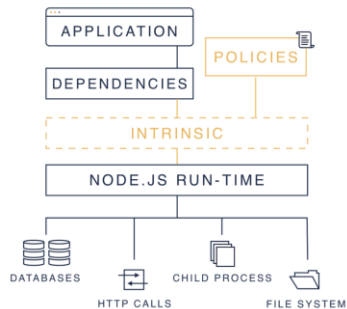 APPLICATION
POLICIES
DEPENDENCIES
INTRINSIC
NODE.JS RUN-TIME
DATABASES
HTTP CALLS
CHILD PROCESS
FILE SYSTEM